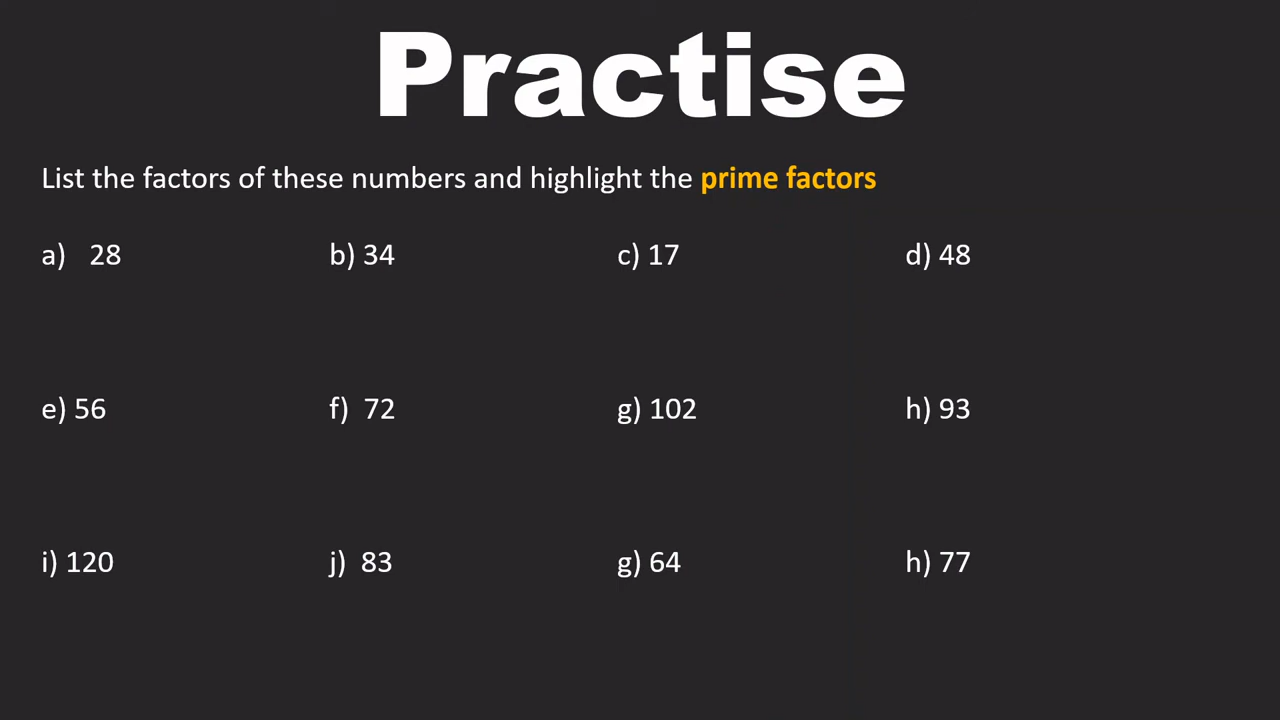 Practise
List the factors of these numbers and highlight the prime factors
a) 28 b) 34 c) 17 d) 48
e) 56 f) 72 g) 102 h) 93
i) 120 j) 83 g) 64 h) 77